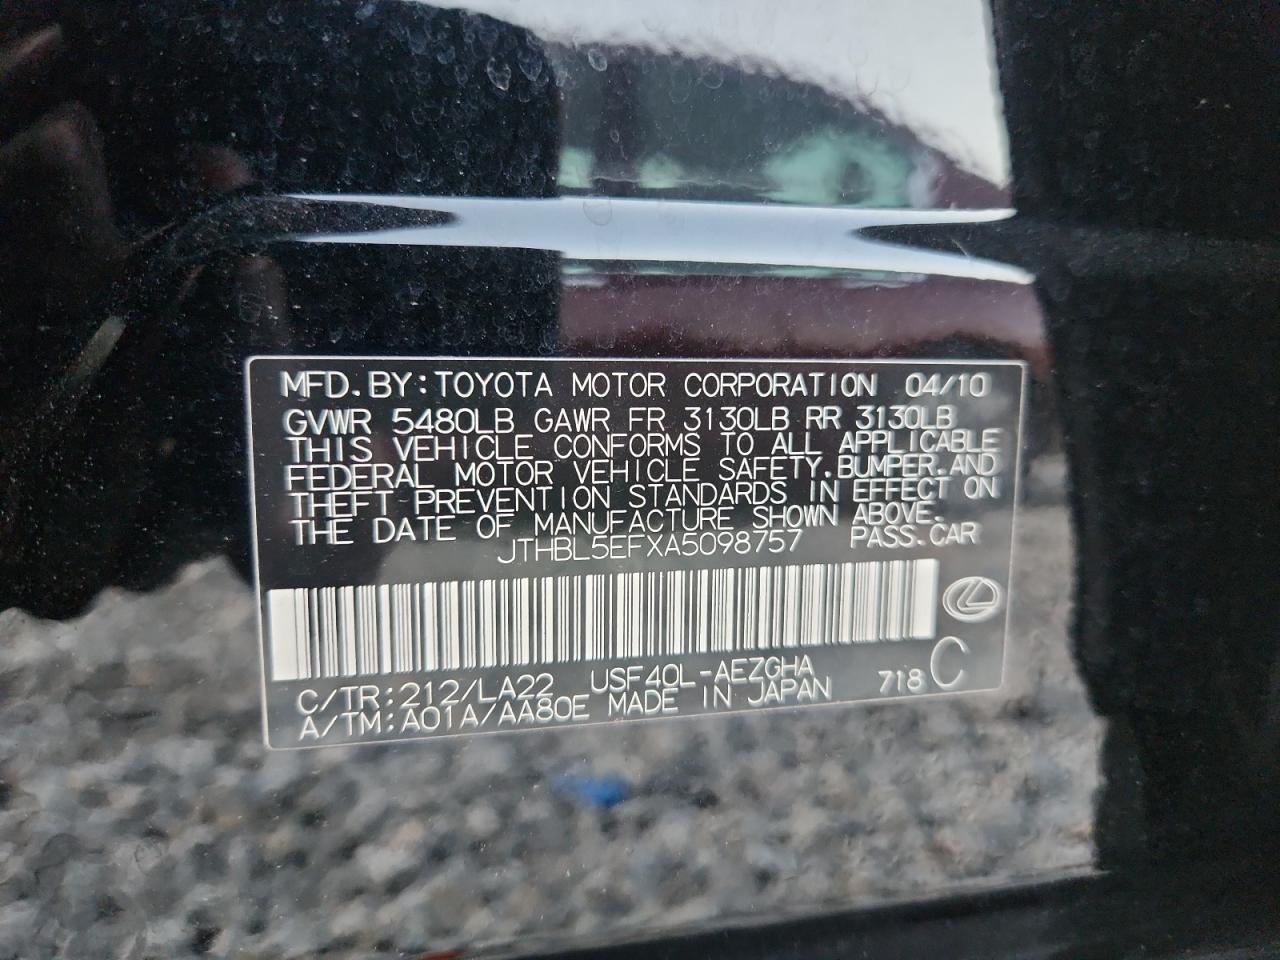 MFD.BY:TOYOTA MOTOR CORPORATION 04/10
GVWR 5480LB GAWR FR 3130LB RR 3130LB
THIS VEHICLE CONFORMS TO ALL APPLICABLE
FEDERAL MOTOR VEHICLE SAFETY,BUMPER,AND
THEFT PREVENTION STANDARDS IN EFFECT ON
THE DATE OF MANUFACTURE SHOWN ABOVE.
JTHBL5EFXA5098757 PASS.CAR
C/TR:212/LA22 USF40L-AEZGHA 718 C
A/TM:A01A/AA80E MADE IN JAPAN